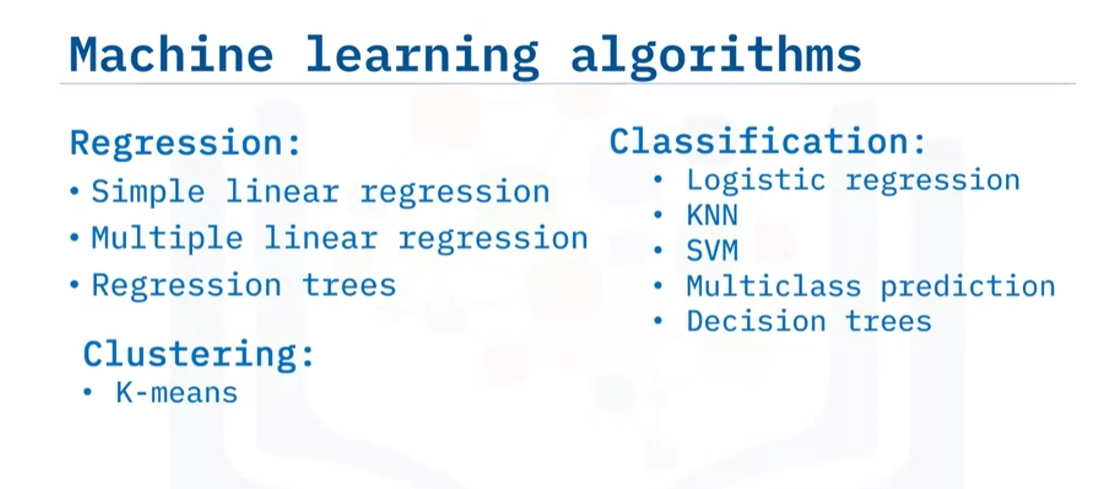 Machine learning algorithms
Regression:
• Simple linear regression
• Multiple linear regression
• Regression trees
Clustering:
• K-means
Classification:
• Logistic regression
• KNN
• SVM
• Multiclass prediction
• Decision trees